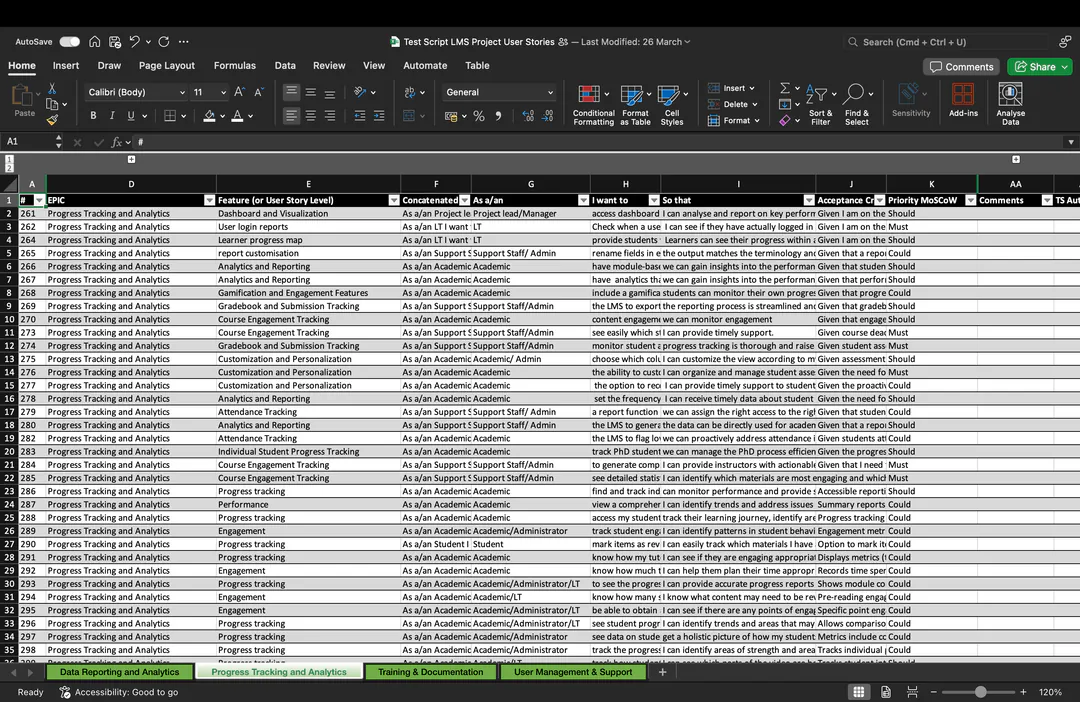 AutoSave
Test Script LMS Project User Stories — Last Modified: 26 March
Search (Cmd + Ctrl + U)
Home Insert Draw Page Layout Formulas Data Review View Automate Table
Comments Share
Paste
Calibri (Body) 11
B I U
General
Conditional Formatting
Format as Table
Cell Styles
Insert
Delete
Format
Sort & Filter
Find & Select
Sensitivity
Add-ins
Analyse Data
A1 fx #
1
2
A D E F G H I J K AA
1 # EPIC Feature (or User Story Level) Concatenated As a/an I want to So that Acceptance Cr Priority MoSCoW Comments TS Aut
2 261 Progress Tracking and Analytics Dashboard and Visualization As a/an Project le Project lead/Manager access dashboard I can analyse and report on key perform Given I am on the Should
3 262 Progress Tracking and Analytics User login reports As a/an LT I want LT Check when a use I can see if they have actually logged in Given I am on the Must
4 264 Progress Tracking and Analytics Learner progress map As a/an LT I want LT provide students Learners can see their progress within a Given I am on the Should
5 265 Progress Tracking and Analytics report customisation As a/an Support S Support Staff/ Admin rename fields in e the output matches the terminology and Given that a repo Could
6 266 Progress Tracking and Analytics Analytics and Reporting As a/an Academic Academic have module-bas we can gain insights into the performan Given that studen Should
7 267 Progress Tracking and Analytics Analytics and Reporting As a/an Academic Academic have analytics tha we can gain insights into the performan Given that perfor Should
8 268 Progress Tracking and Analytics Gamification and Engagement Features As a/an Academic Academic include a gamifica students can monitor their own progres Given that progre Could
9 269 Progress Tracking and Analytics Gradebook and Submission Tracking As a/an Support S Support Staff/Admin the LMS to export the reporting process is streamlined and Given that gradeb Should
10 270 Progress Tracking and Analytics Course Engagement Tracking As a/an Academic Academic content engagem we can monitor engagement Given that engage Should
11 273 Progress Tracking and Analytics Course Engagement Tracking As a/an Support S Support Staff/Admin see easily which st I can provide timely support. Given course deac Must
12 274 Progress Tracking and Analytics Gradebook and Submission Tracking As a/an Support S Support Staff/Admin monitor student a progress tracking is thorough and raise Given student ass Must
13 275 Progress Tracking and Analytics Customization and Personalization As a/an Academic Academic/ Admin choose which colu I can customize the view according to m Given assessment Should
14 276 Progress Tracking and Analytics Customization and Personalization As a/an Academic Academic the ability to cust I can organize and manage student asse Given the need fo Must
15 277 Progress Tracking and Analytics Customization and Personalization As a/an Academic Academic the option to rec I can provide timely support to student Given the proacti Could
16 278 Progress Tracking and Analytics Analytics and Reporting As a/an Academic Academic set the frequency I can receive timely data about student Given the need fo Should
17 279 Progress Tracking and Analytics Attendance Tracking As a/an Support S Support Staff/ Admin a report function we can assign the right access to the rig Given that studen Could
18 280 Progress Tracking and Analytics Analytics and Reporting As a/an Support S Support Staff/ Admin the LMS to genera the data can be directly used for acade Given that a repo Could
19 282 Progress Tracking and Analytics Attendance Tracking As a/an Academic Academic the LMS to flag lo we can proactively address attendance i Given students at Could
20 283 Progress Tracking and Analytics Individual Student Progress Tracking As a/an Academic Academic track PhD student we can manage the PhD process efficien Given the progres Should
21 284 Progress Tracking and Analytics Course Engagement Tracking As a/an Support S Support Staff/Admin to generate comp I can provide instructors with actionabl Given that I need Must
22 285 Progress Tracking and Analytics Course Engagement Tracking As a/an Support S Support Staff/Admin see detailed statis I can identify which materials are most engaging and whic Must
23 286 Progress Tracking and Analytics Progress tracking As a/an Academic Academic find and track ind can monitor performance and provide s Accessible reporti Should
24 287 Progress Tracking and Analytics Performance As a/an Academic Academic view a compreher I can identify trends and address issues Summary reports Could
25 288 Progress Tracking and Analytics Progress tracking As a/an Academic Academic access my student track their learning journey, identify are Progress tracking Could
26 289 Progress Tracking and Analytics Engagement As a/an Academic Academic/Administrator track student eng I can identify patterns in student behavi Engagement metr Could
27 290 Progress Tracking and Analytics Progress tracking As a/an Student I Student mark items as rev I can easily track which materials I have Option to mark it Could
28 291 Progress Tracking and Analytics Progress tracking As a/an Academic Academic know how my tut I can see if they are engaging appropria Displays metrics ( Could
29 292 Progress Tracking and Analytics Engagement As a/an Academic Academic know how much t I can help them plan their time appropr Records time sper Could
30 293 Progress Tracking and Analytics Progress tracking As a/an Academic Academic/Administrator/LT to see the progre I can provide accurate progress reports Shows module co Could
31 294 Progress Tracking and Analytics Engagement As a/an Academic Academic/LT know how many I know what content may need to be re Pre-reading enga Could
32 295 Progress Tracking and Analytics Engagement As a/an Academic Academic/Administrator/LT be able to obtain I can see if there are any points of enga Specific point eng Could
33 296 Progress Tracking and Analytics Progress tracking As a/an Academic Academic/Administrator/LT see student progr I can identify trends and areas that may Allows compariso Could
34 297 Progress Tracking and Analytics Progress tracking As a/an Academic Academic/Administrator see data on stude get a holistic picture of how my student Metrics include cc Could
35 298 Progress Tracking and Analytics Progress tracking As a/an Academic Academic/Administrator track the progres I can identify areas of strength and area Tracks individual Could
Data Reporting and Analytics Progress Tracking and Analytics Training & Documentation User Management & Support
Ready Accessibility: Good to go 120%